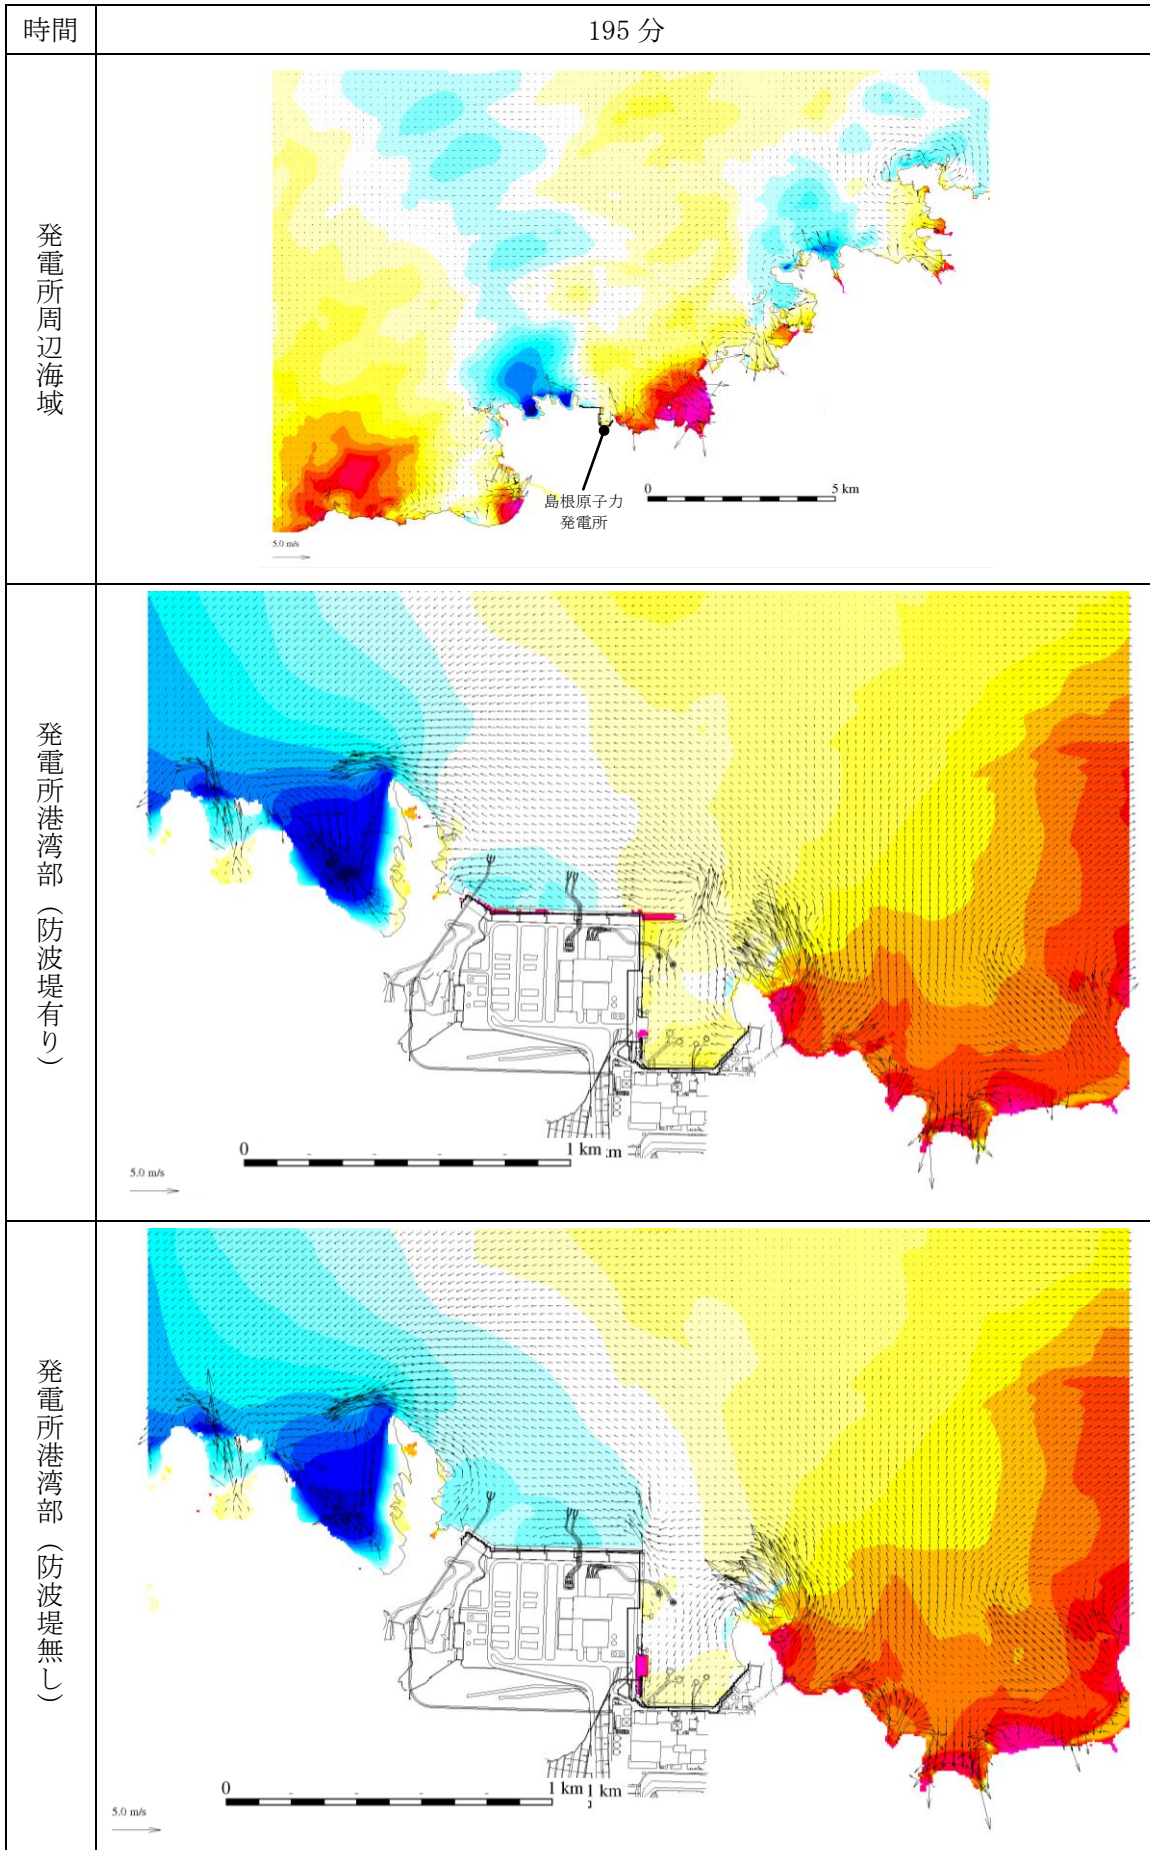 時間
195 分
発電所周辺海域
島根原子力
発電所
0
5 km
5.0 m/s
発電所港湾部（防波堤有り）
0
1 km
:m
5.0 m/s
発電所港湾部（防波堤無し）
0
1 km
1 km
5.0 m/s